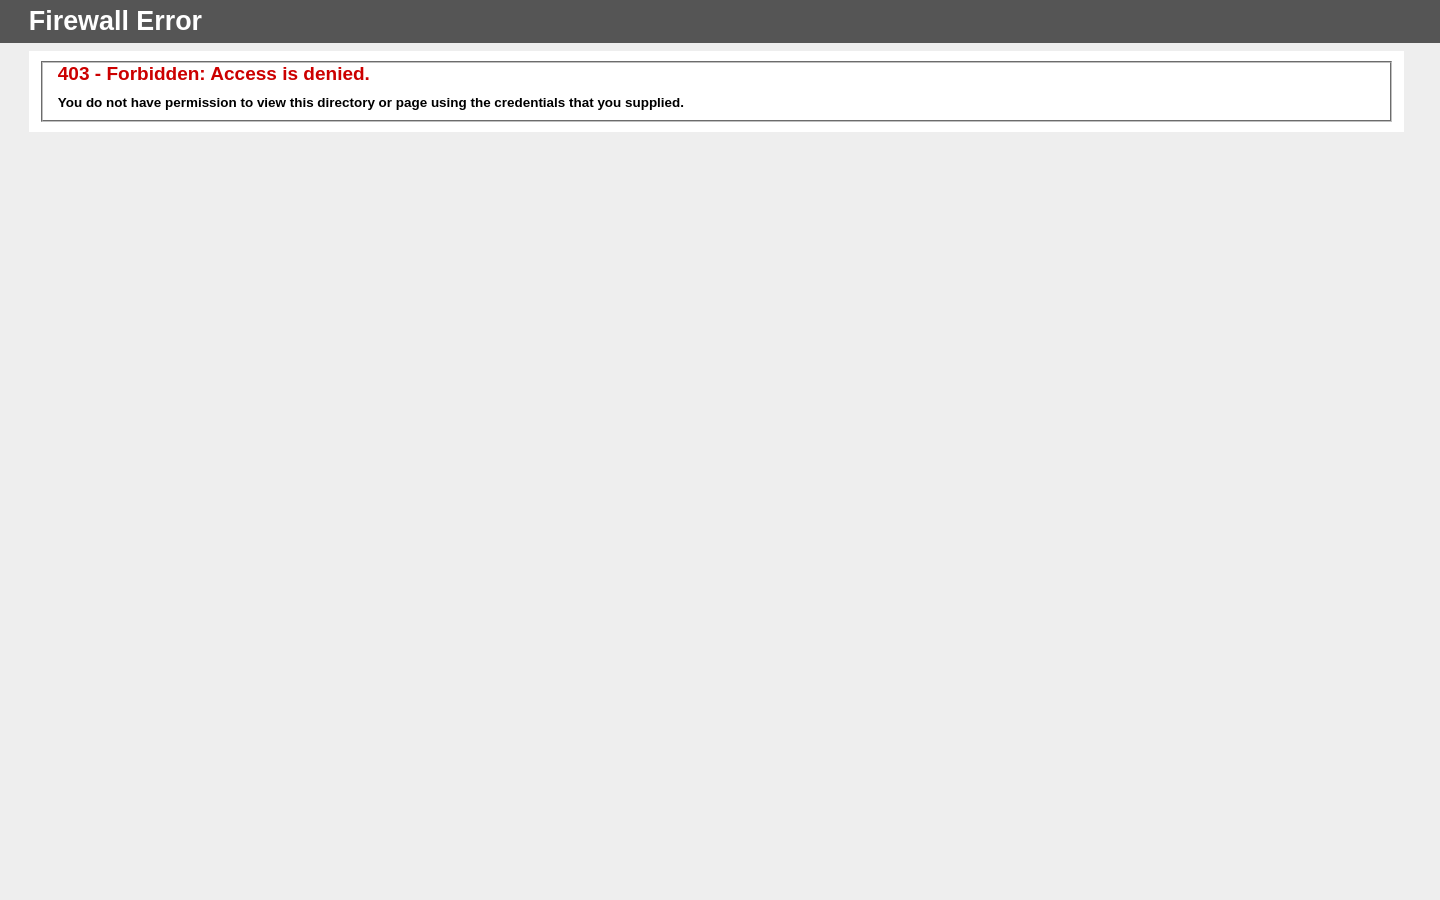 Firewall Error
403 - Forbidden: Access is denied.
You do not have permission to view this directory or page using the credentials that you supplied.